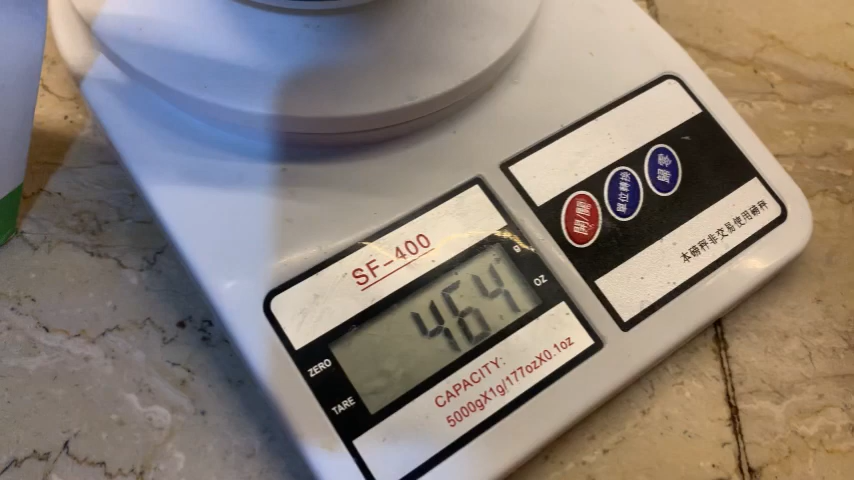 SF-400
g
464
OZ
ZERO
TARE
CAPACITY:
5000gX1g/177ozX0.1oz
開/關
單位轉換
歸零
本磅秤非交易使用磅秤